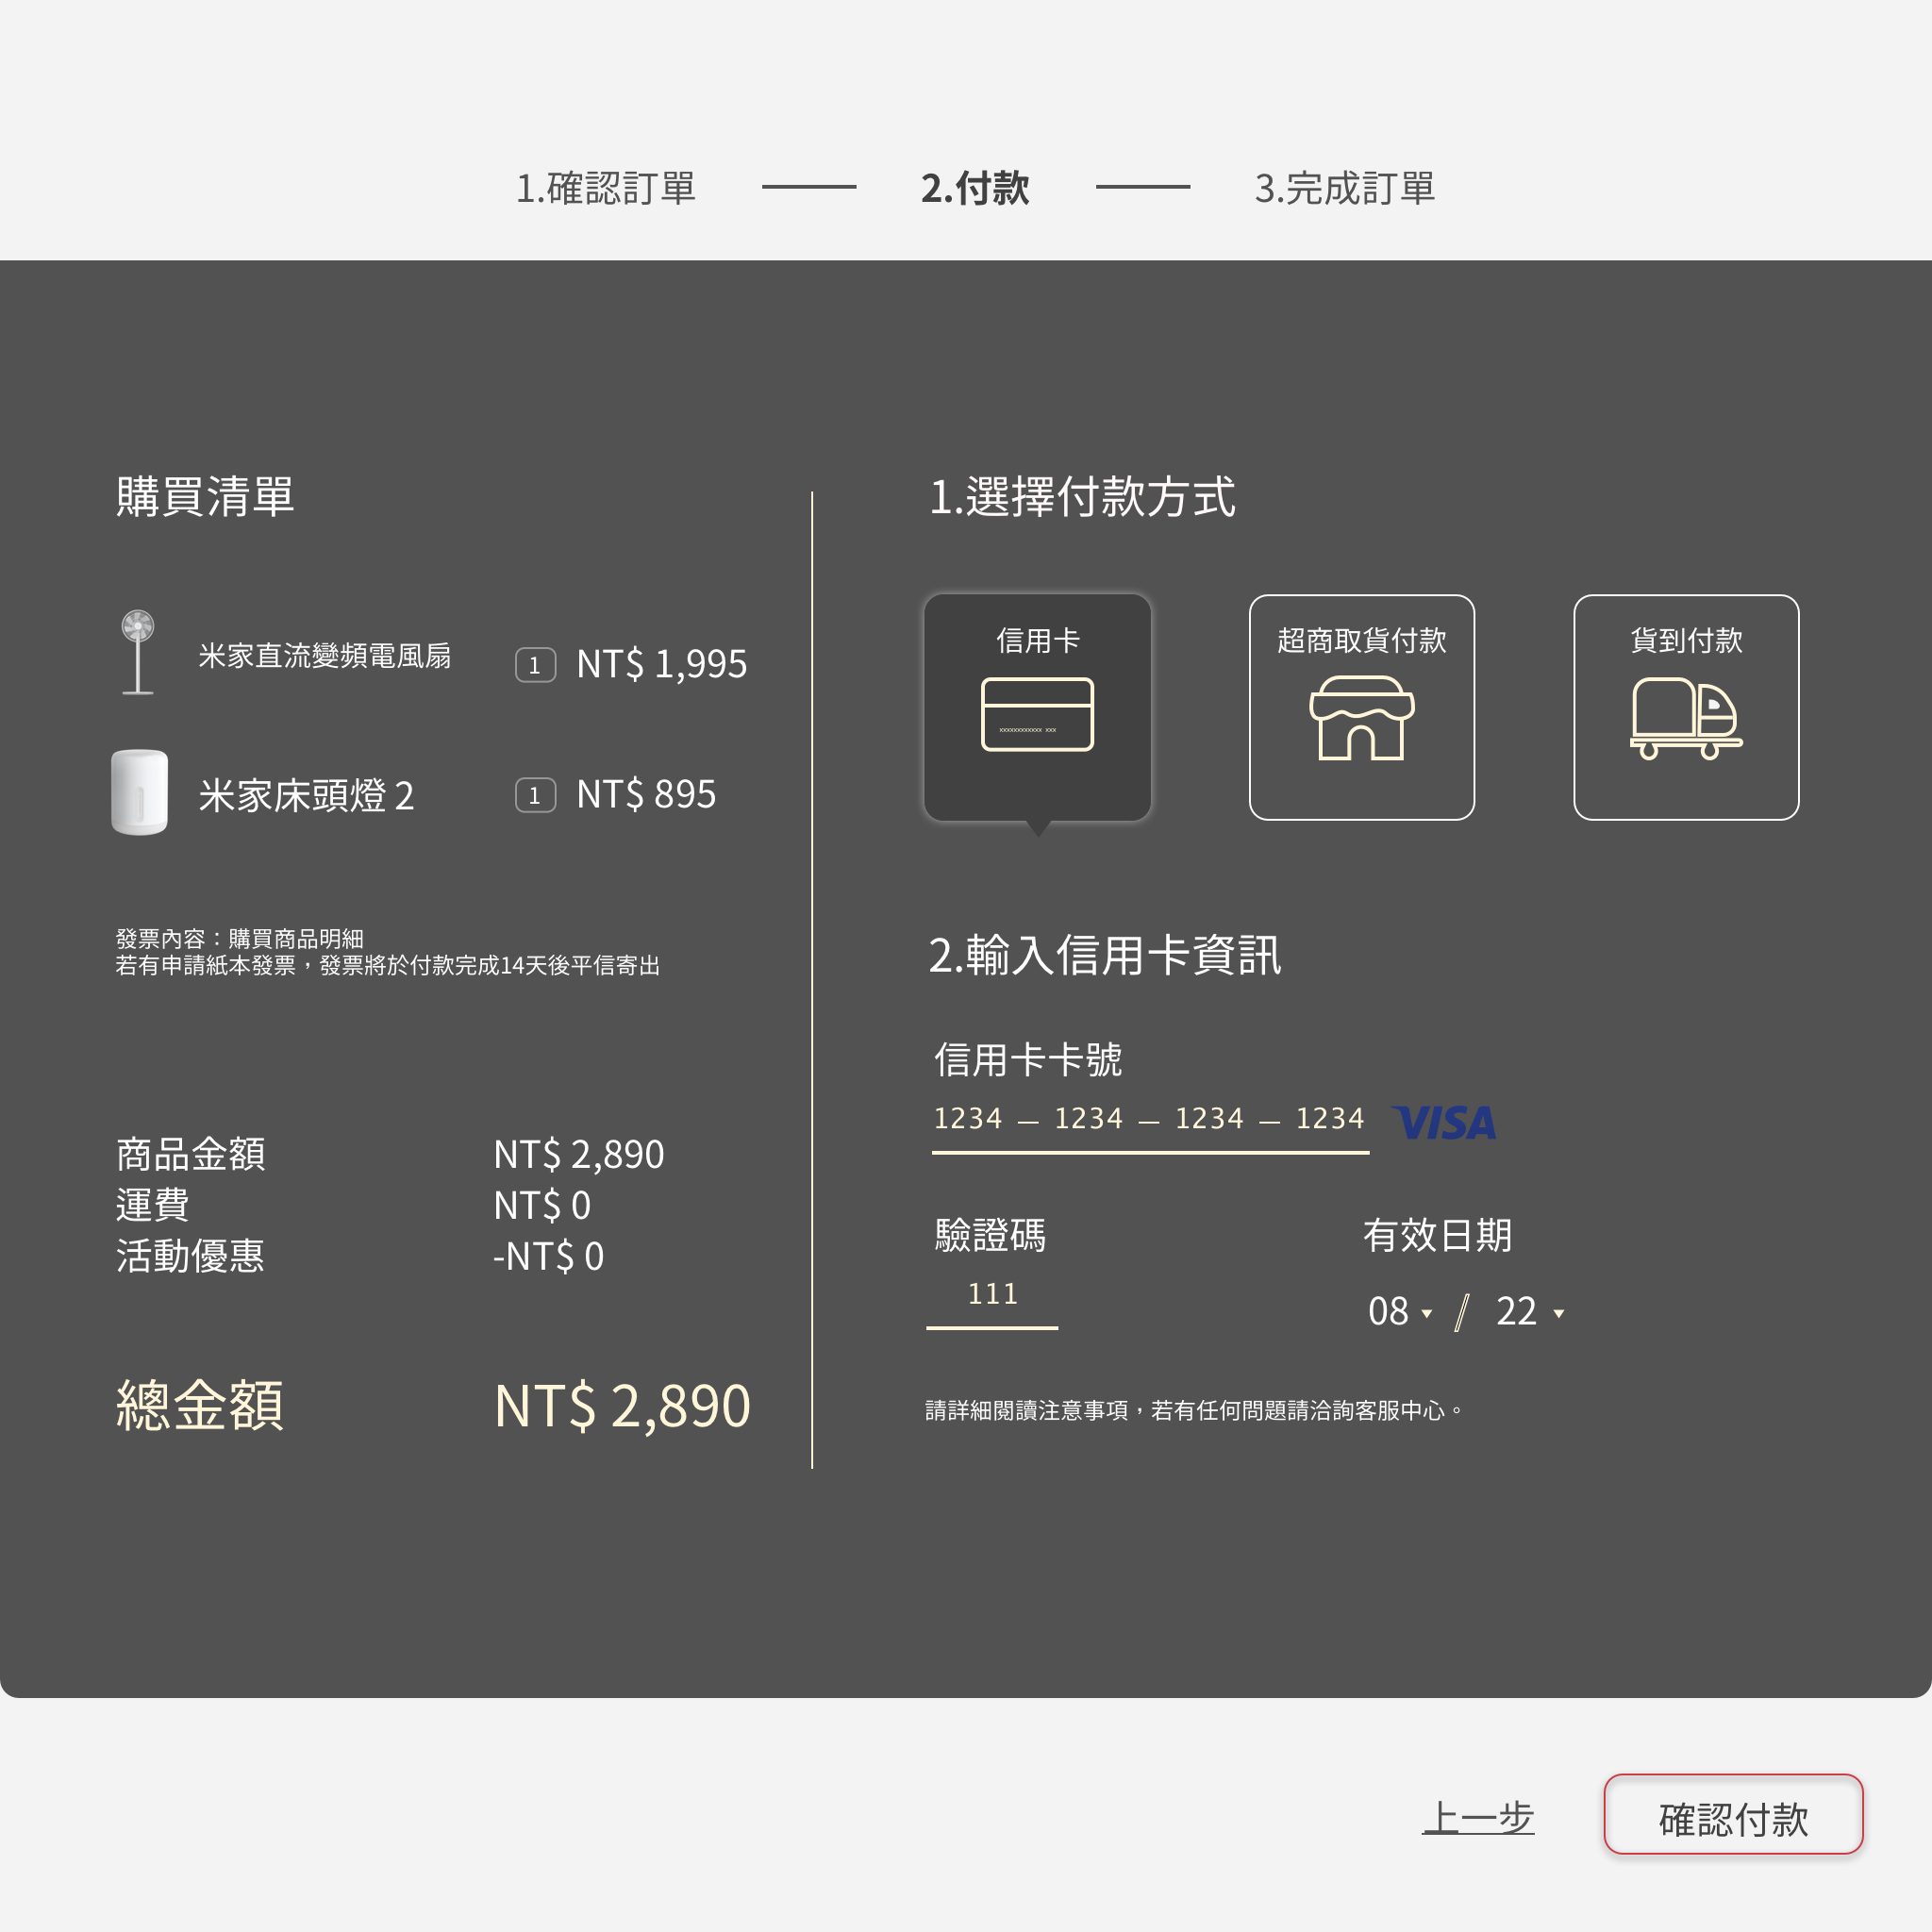 1.確認訂單
2.付款
3.完成訂單
購買清單
米家直流變頻電風扇 1 NT$ 1,995
米家床頭燈 2 1 NT$ 895
發票內容：購買商品明細
若有申請紙本發票，發票將於付款完成14天後平信寄出
商品金額 NT$ 2,890
運費 NT$ 0
活動優惠 -NT$ 0
總金額 NT$ 2,890
1.選擇付款方式
信用卡
xxxxxxxxxxxx xxx
超商取貨付款
貨到付款
2.輸入信用卡資訊
信用卡卡號
1234 — 1234 — 1234 — 1234 VISA
驗證碼
111
有效日期
08 / 22
請詳細閱讀注意事項，若有任何問題請洽詢客服中心。
上一步
確認付款